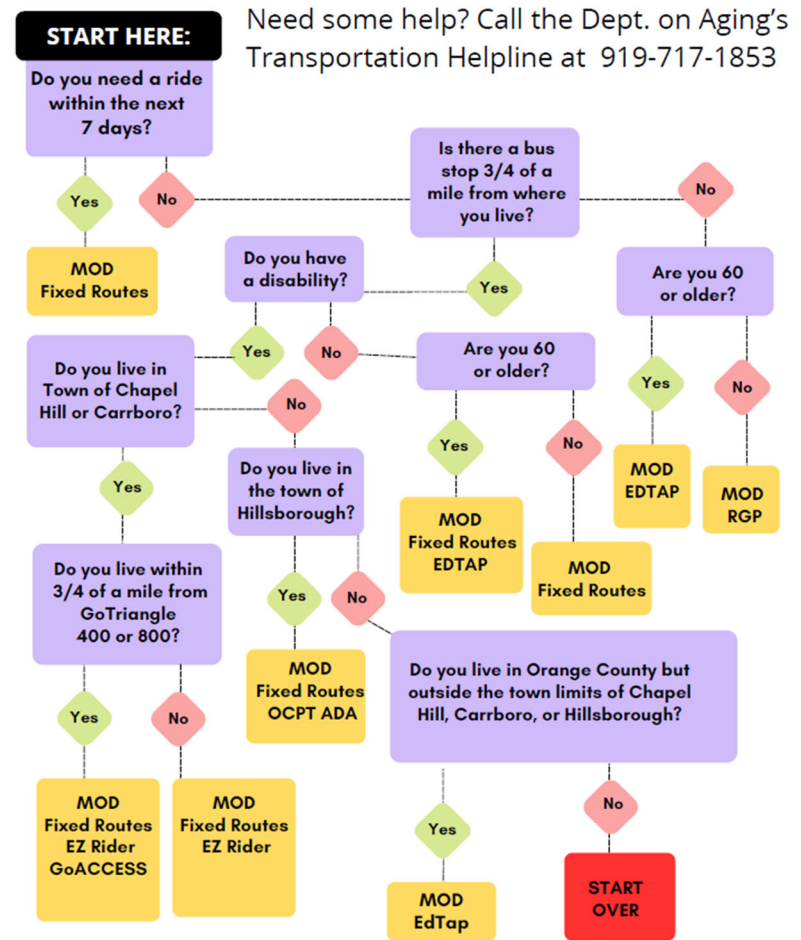 START HERE:
Need some help? Call the Dept. on Aging’s
Transportation Helpline at 919-717-1853
Do you need a ride
within the next
7 days?
Yes
No
MOD
Fixed Routes
Is there a bus
stop 3/4 of a
mile from where
you live?
No
Yes
Are you 60
or older?
Yes
No
MOD
EDTAP
MOD
RGP
Do you have
a disability?
Yes
No
Are you 60
or older?
Yes
No
MOD
Fixed Routes
EDTAP
MOD
Fixed Routes
Do you live in
Town of Chapel
Hill or Carrboro?
No
Yes
Do you live in
the town of
Hillsborough?
Yes
No
MOD
Fixed Routes
OCPT ADA
Do you live within
3/4 of a mile from
GoTriangle
400 or 800?
Yes
No
MOD
Fixed Routes
EZ Rider
GoACCESS
MOD
Fixed Routes
EZ Rider
Do you live in Orange County but
outside the town limits of Chapel
Hill, Carrboro, or Hillsborough?
Yes
No
MOD
EdTap
START
OVER